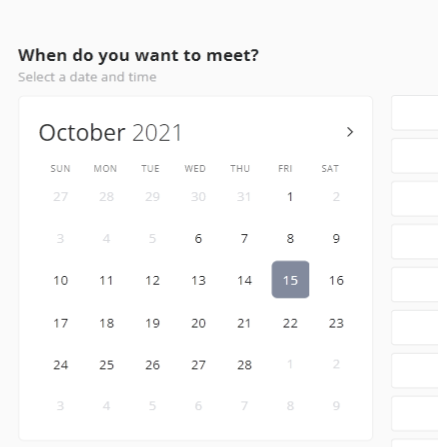 When do you want to meet?
Select a date and time
October 2021
SUN MON TUE WED THU FRI SAT
27 28 29 30 31 1 2
3 4 5 6 7 8 9
10 11 12 13 14 15 16
17 18 19 20 21 22 23
24 25 26 27 28 1 2
3 4 5 6 7 8 9